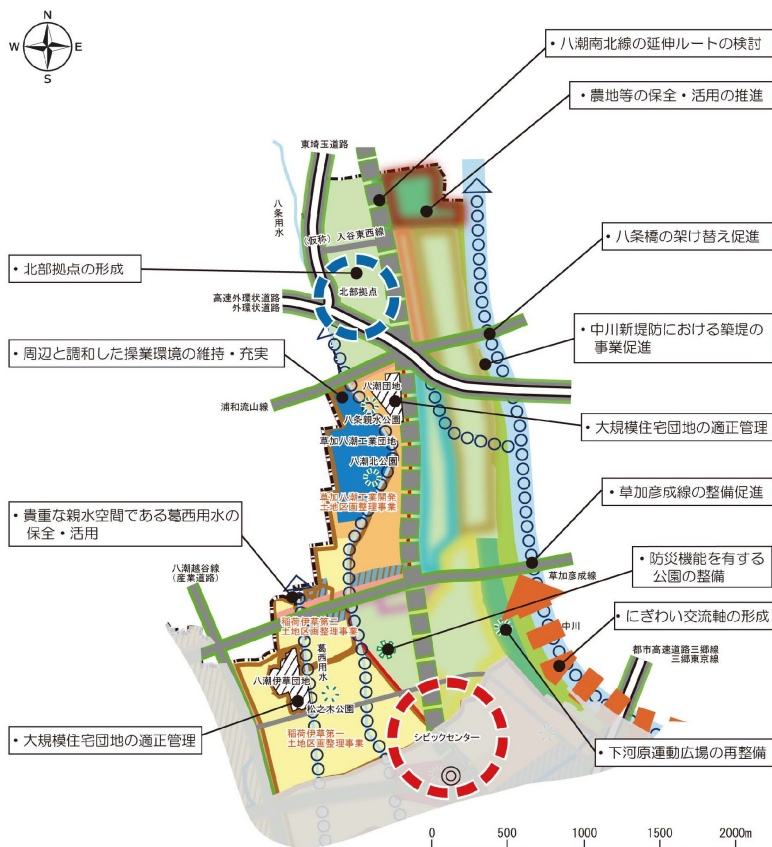 N
W
E
S
・八潮南北線の延伸ルートの検討
・農地等の保全・活用の推進
東埼玉道路
八条用水
(仮称)入谷東西線
・八条橋の架け替え促進
・北部拠点の形成
北部拠点
高速外環状道路
外環状道路
・中川新堤防における築堤の
事業促進
・周辺と調和した操業環境の維持・充実
八潮団地
浦和流山線
八条親水公園
・大規模住宅団地の適正管理
草加八潮工業団地
八潮北公園
・草加彦成線の整備促進
草加八潮工業開発
土地区画整理事業
・貴重な親水空間である葛西用水の
保全・活用
・防災機能を有する
公園の整備
八潮越谷線
(産業道路)
草加彦成線
・にぎわい交流軸の形成
稲荷伊草第二
土地区画整理事業
中川
葛西用水
都市高速道路三郷線
三郷東京線
八潮伊草団地
松之木公園
・大規模住宅団地の適正管理
稲荷伊草第一
土地区画整理事業
シビックセンター
・下河原運動広場の再整備
0 500 1000 1500 2000m